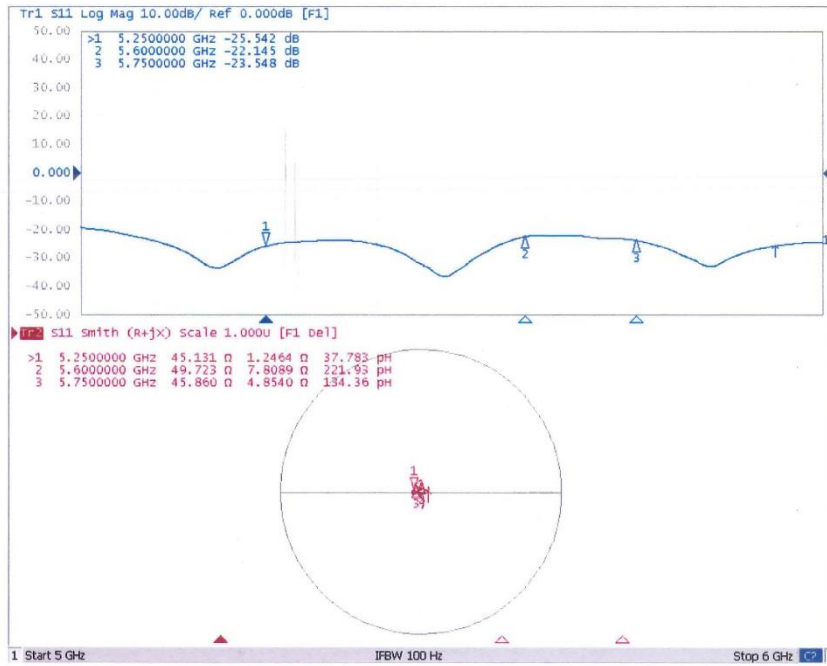 Tr1 S11 Log Mag 10.00dB/ Ref 0.000dB [F1]
50.00
>1 5.2500000 GHz -25.542 dB
2 5.6000000 GHz -22.145 dB
40.00
3 5.7500000 GHz -23.548 dB
30.00
20.00
10.00
0.000
-10.00
-20.00
1
-30.00
2
3
1
-40.00
-50.00
Tr2 S11 Smith (R+jX) Scale 1.000U [F1 Del]
>1 5.2500000 GHz 45.131 Ω 1.2464 Ω 37.783 pH
2 5.6000000 GHz 49.723 Ω 7.8089 Ω 221.93 pH
3 5.7500000 GHz 45.860 Ω 4.8540 Ω 134.36 pH
1
1 Start 5 GHz IFBW 100 Hz Stop 6 GHz C?